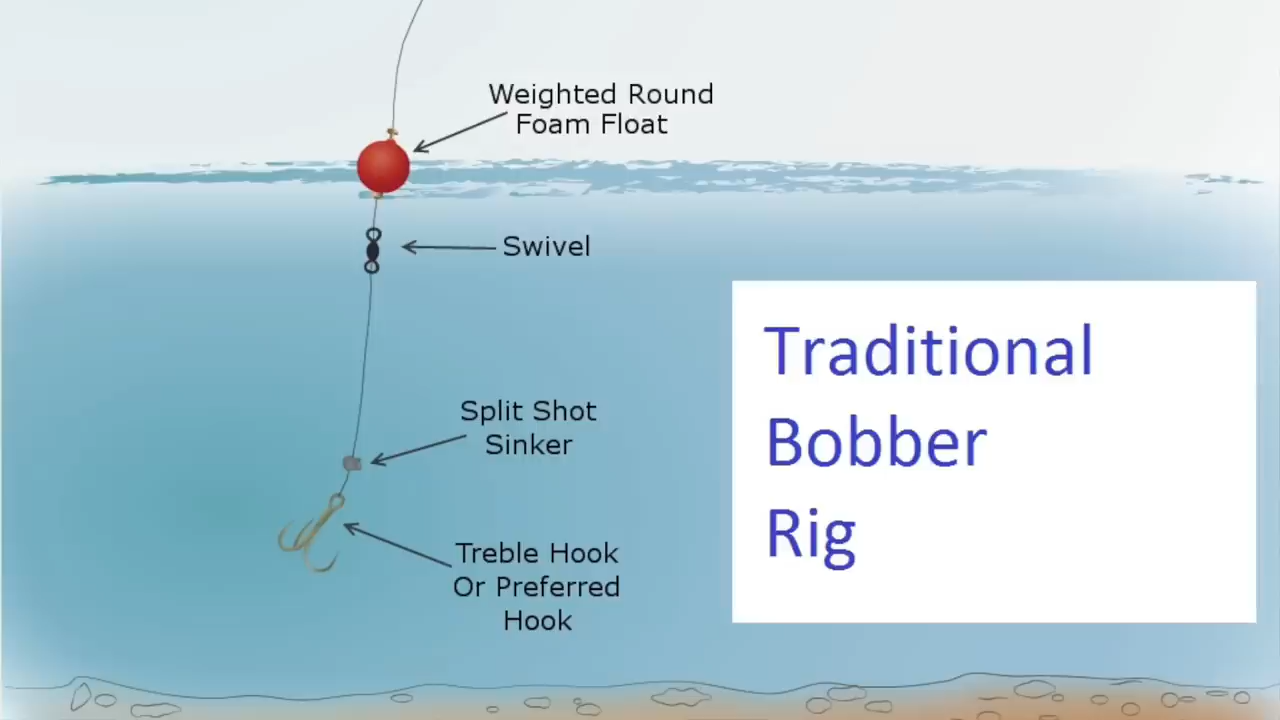 Weighted Round
Foam Float
Swivel
Split Shot
Sinker
Treble Hook
Or Preferred
Hook
Traditional
Bobber
Rig